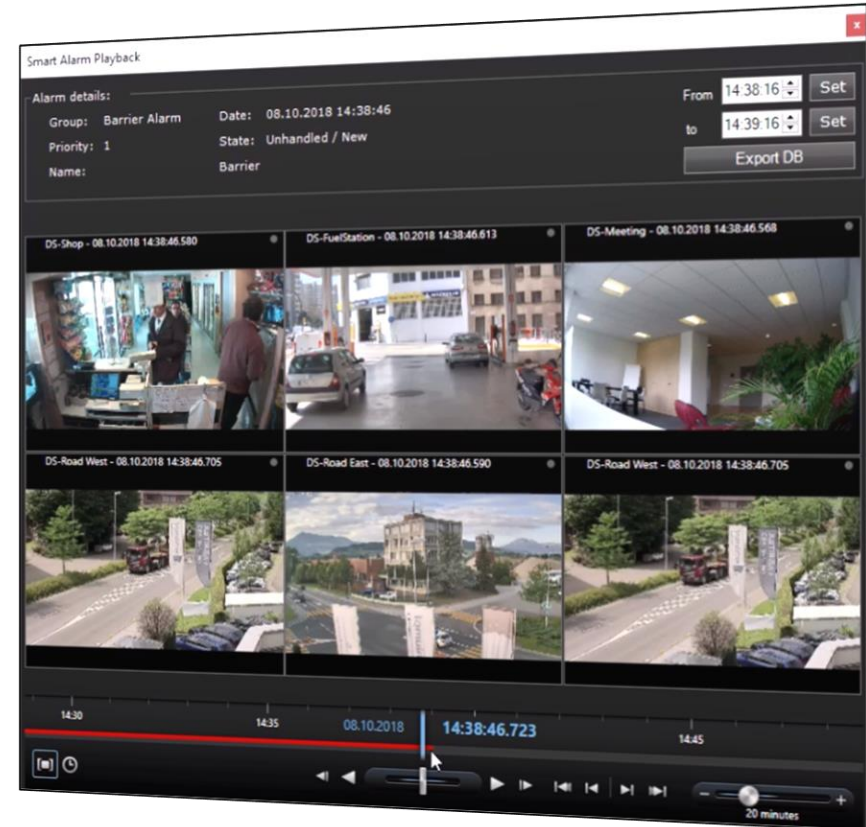 Smart Alarm Playback
x
Alarm details:
Group: Barrier Alarm
Date: 08.10.2018 14:38:46
Priority: 1
State: Unhandled / New
Name:
Barrier
From 14:38:16 Set
to 14:39:16 Set
Export DB
DS-Shop - 08.10.2018 14:38:46.580
DS-FuelStation - 08.10.2018 14:38:46.613
DS-Meeting - 08.10.2018 14:38:46.568
DS-Road West - 08.10.2018 14:38:46.705
DS-Road East - 08.10.2018 14:38:46.590
DS-Road West - 08.10.2018 14:38:46.705
14:30
14:35
08.10.2018
14:38:46.723
14:45
- +
20 minutes